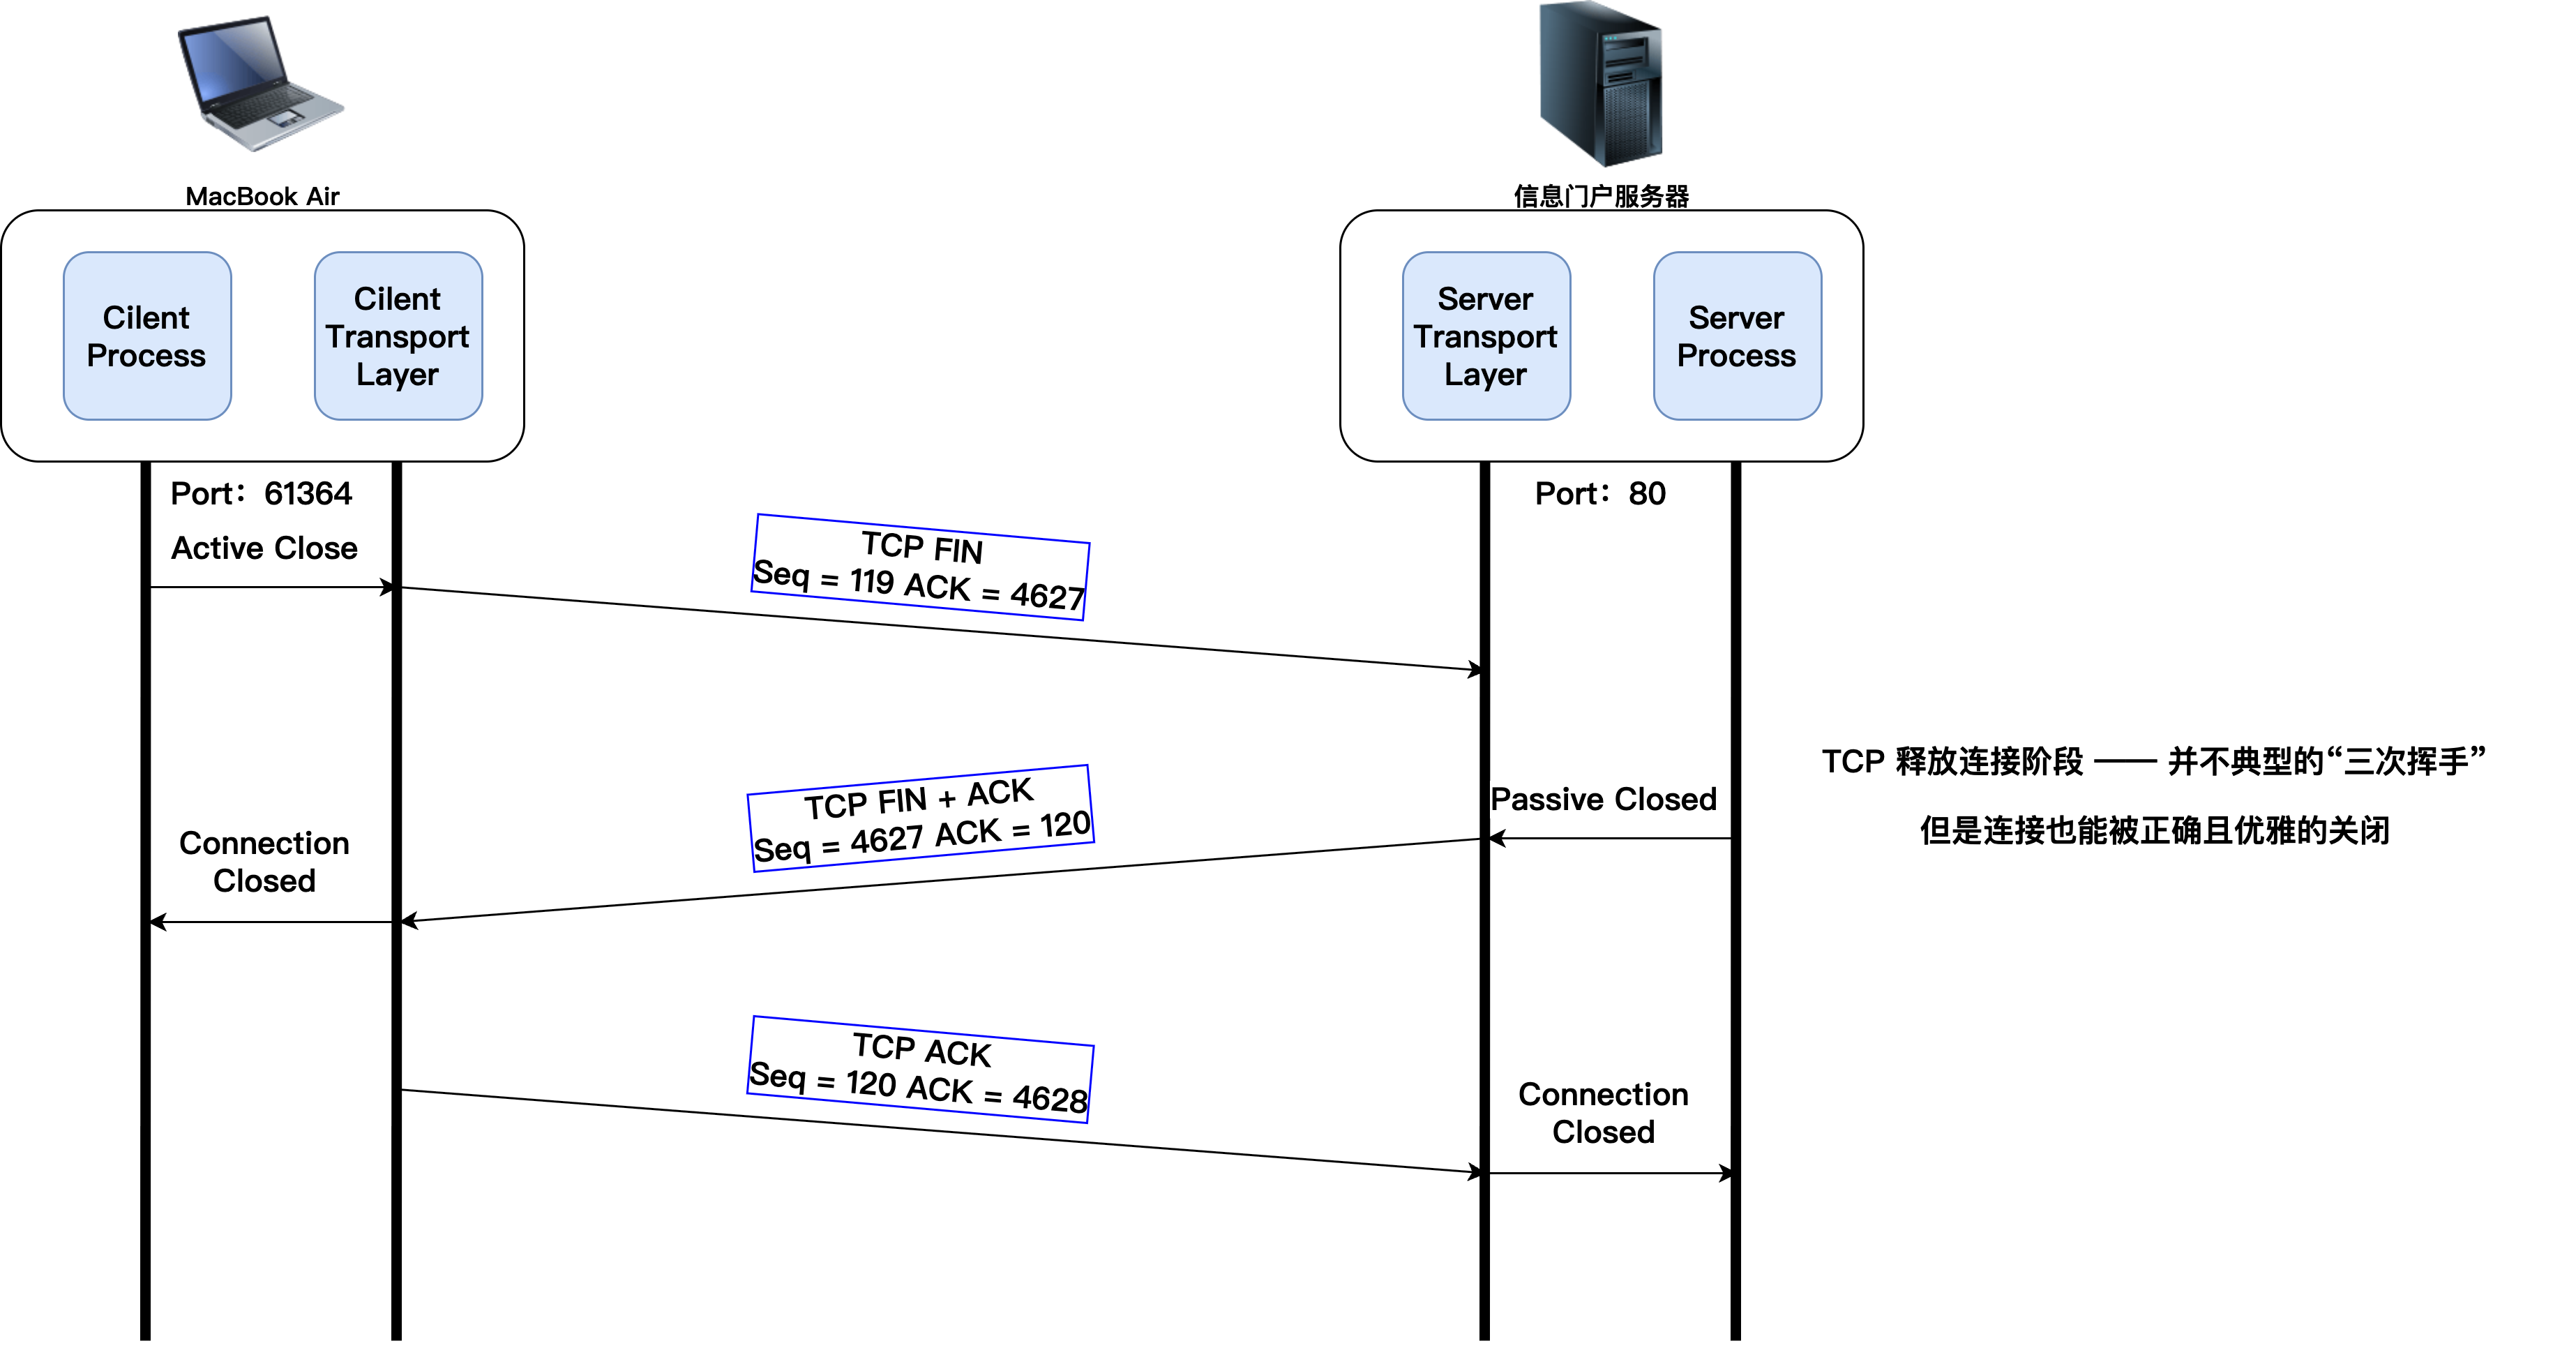 MacBook Air
信息门户服务器
Cilent
Process
Cilent
Transport
Layer
Server
Transport
Layer
Server
Process
Port：61364
Port：80
Active Close
TCP FIN
Seq = 119 ACK = 4627
TCP 释放连接阶段 —— 并不典型的“三次挥手”
但是连接也能被正确且优雅的关闭
Passive Closed
TCP FIN + ACK
Seq = 4627 ACK = 120
Connection
Closed
TCP ACK
Seq = 120 ACK = 4628
Connection
Closed